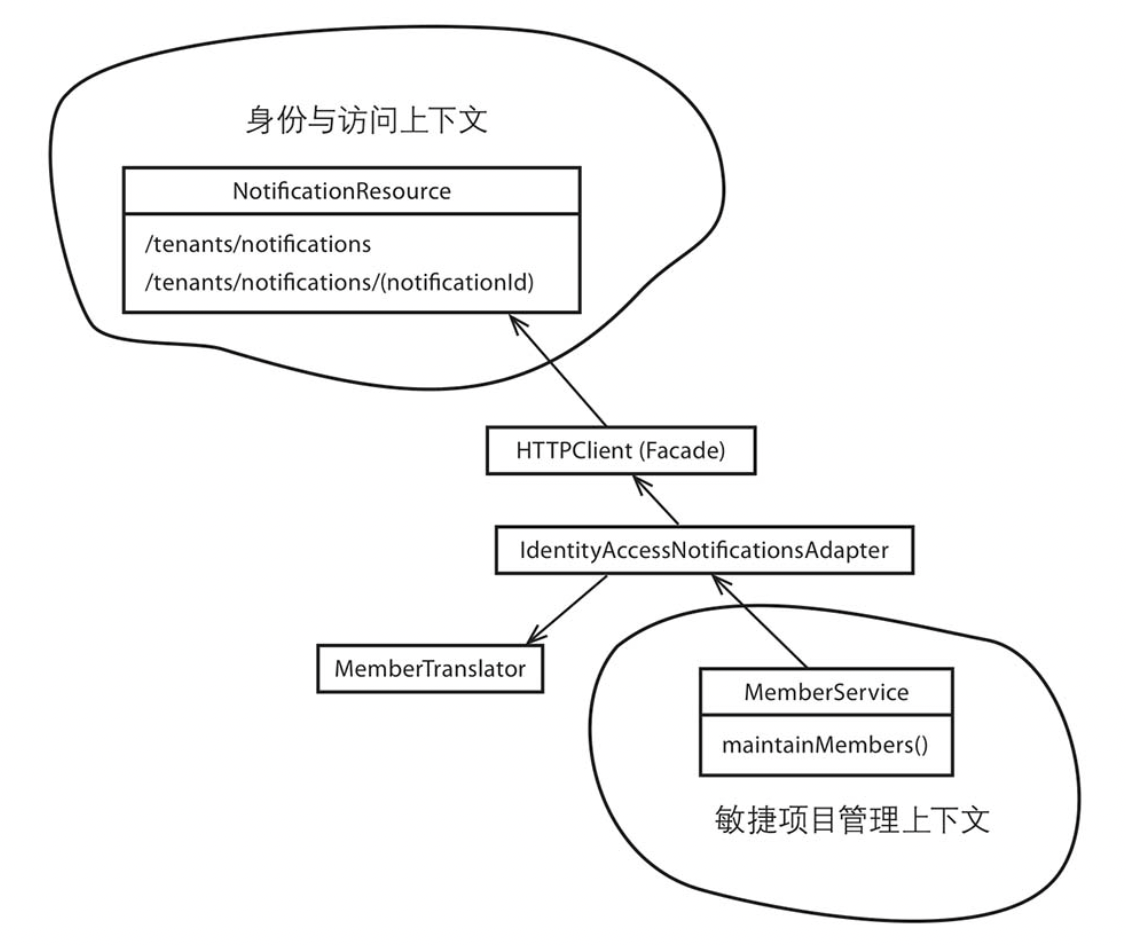 身份与访问上下文
NotificationResource
/tenants/notifications
/tenants/notifications/(notificationId)
HTTPClient (Facade)
IdentityAccessNotificationsAdapter
MemberTranslator
MemberService
maintainMembers()
敏捷项目管理上下文